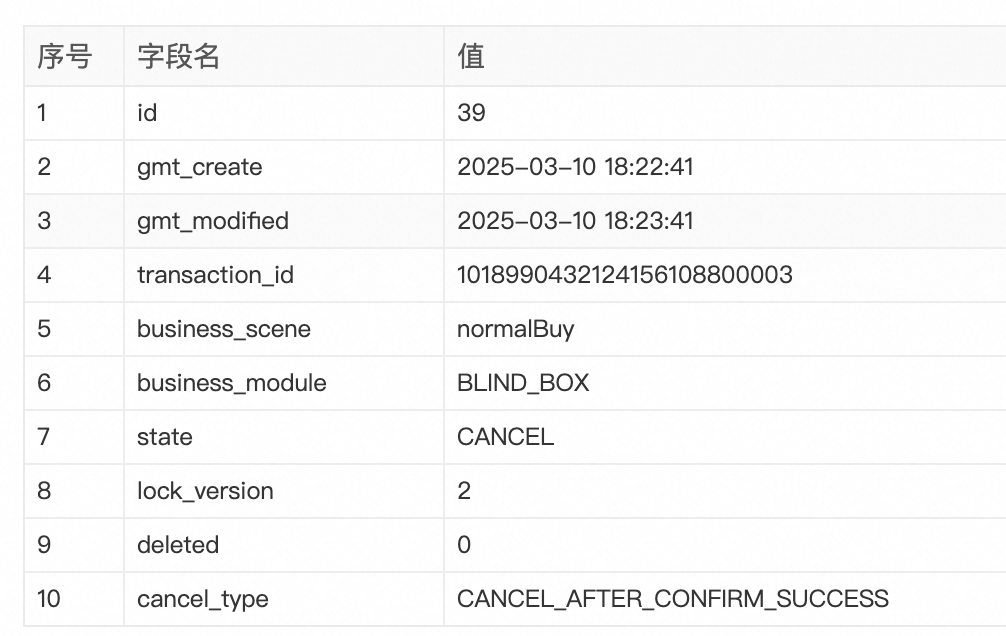 序号 字段名 值
1 id 39
2 gmt_create 2025–03–10 18:22:41
3 gmt_modified 2025–03–10 18:23:41
4 transaction_id 1018990432124156108800003
5 business_scene normalBuy
6 business_module BLIND_BOX
7 state CANCEL
8 lock_version 2
9 deleted 0
10 cancel_type CANCEL_AFTER_CONFIRM_SUCCESS